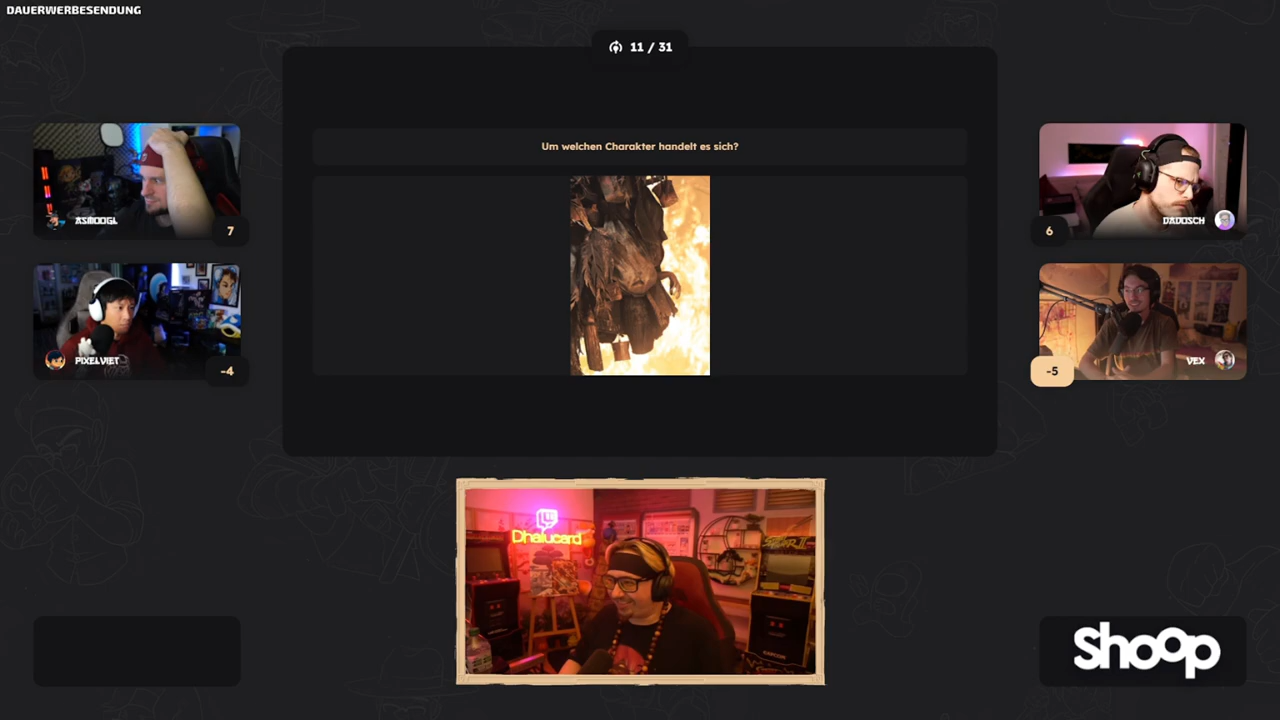 DAUERWERBESENDUNG
11 / 31
Um welchen Charakter handelt es sich?
ASMOOGL
7
DADOSCH
6
PIXELVIET
-4
VEX
-5
Dhalucard
CAPCOM
Shoop